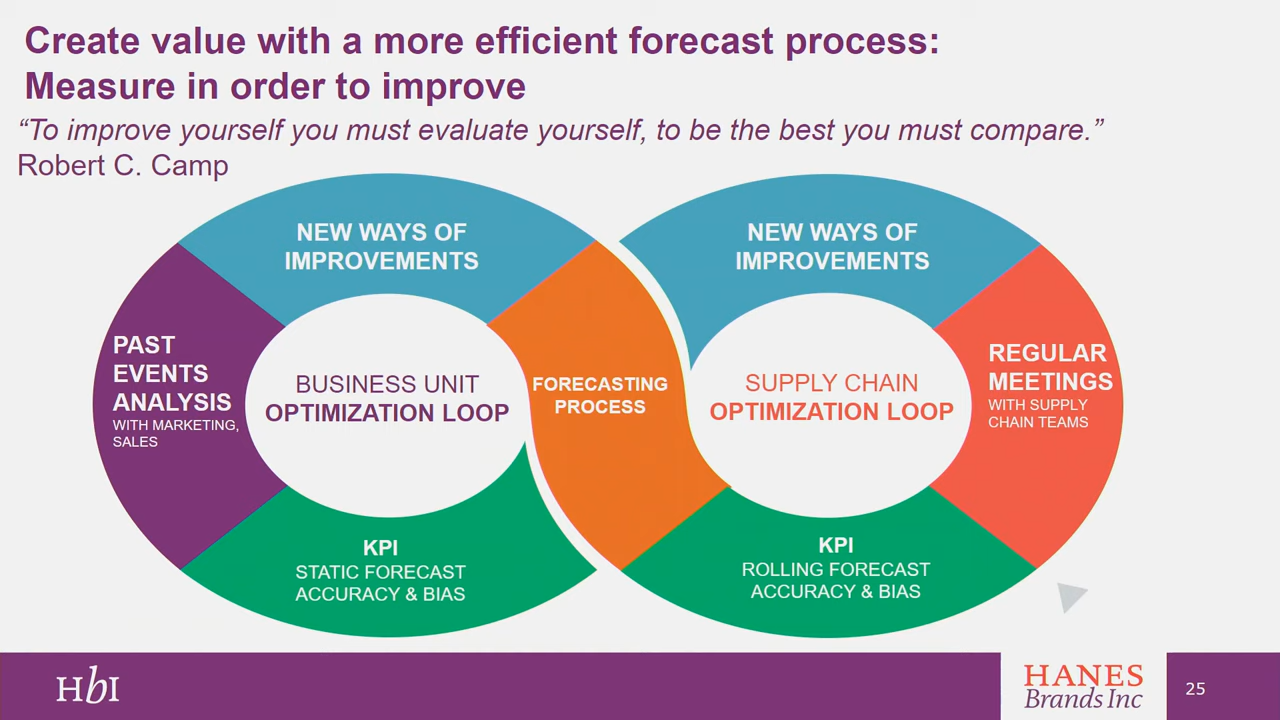 Create value with a more efficient forecast process:
Measure in order to improve
“To improve yourself you must evaluate yourself, to be the best you must compare.”
Robert C. Camp
NEW WAYS OF
IMPROVEMENTS
PAST
EVENTS
ANALYSIS
WITH MARKETING,
SALES
BUSINESS UNIT
OPTIMIZATION LOOP
KPI
STATIC FORECAST
ACCURACY & BIAS
FORECASTING
PROCESS
NEW WAYS OF
IMPROVEMENTS
SUPPLY CHAIN
OPTIMIZATION LOOP
REGULAR
MEETINGS
WITH SUPPLY
CHAIN TEAMS
KPI
ROLLING FORECAST
ACCURACY & BIAS
HbI
HANES
Brands Inc
25